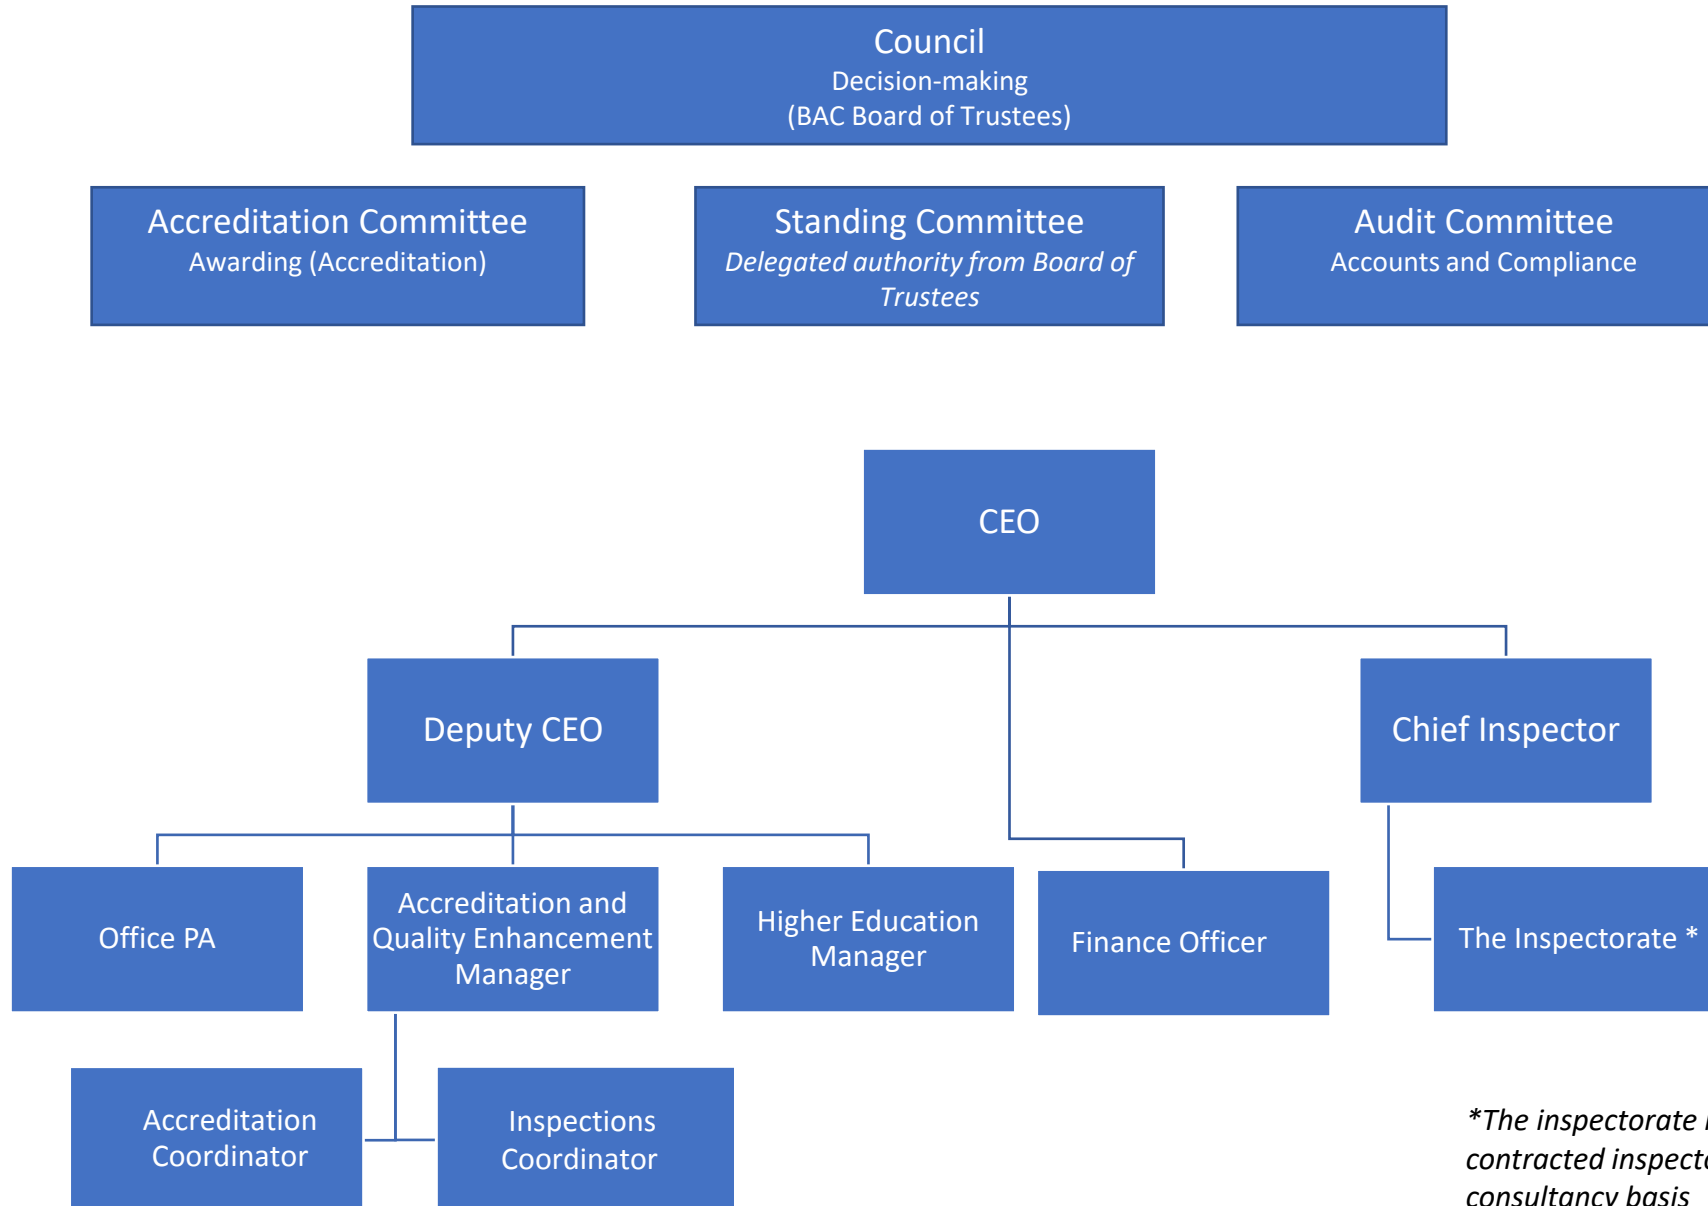 Council
Decision-making
(BAC Board of Trustees)
Accreditation Committee
Awarding (Accreditation)
Standing Committee
Delegated authority from Board of
Trustees
Audit Committee
Accounts and Compliance
CEO
Deputy CEO
Chief Inspector
Office PA
Accreditation and
Quality Enhancement
Manager
Higher Education
Manager
Finance Officer
The Inspectorate *
Accreditation
Coordinator
Inspections
Coordinator
*The inspectorate
contracted
consultancy basis